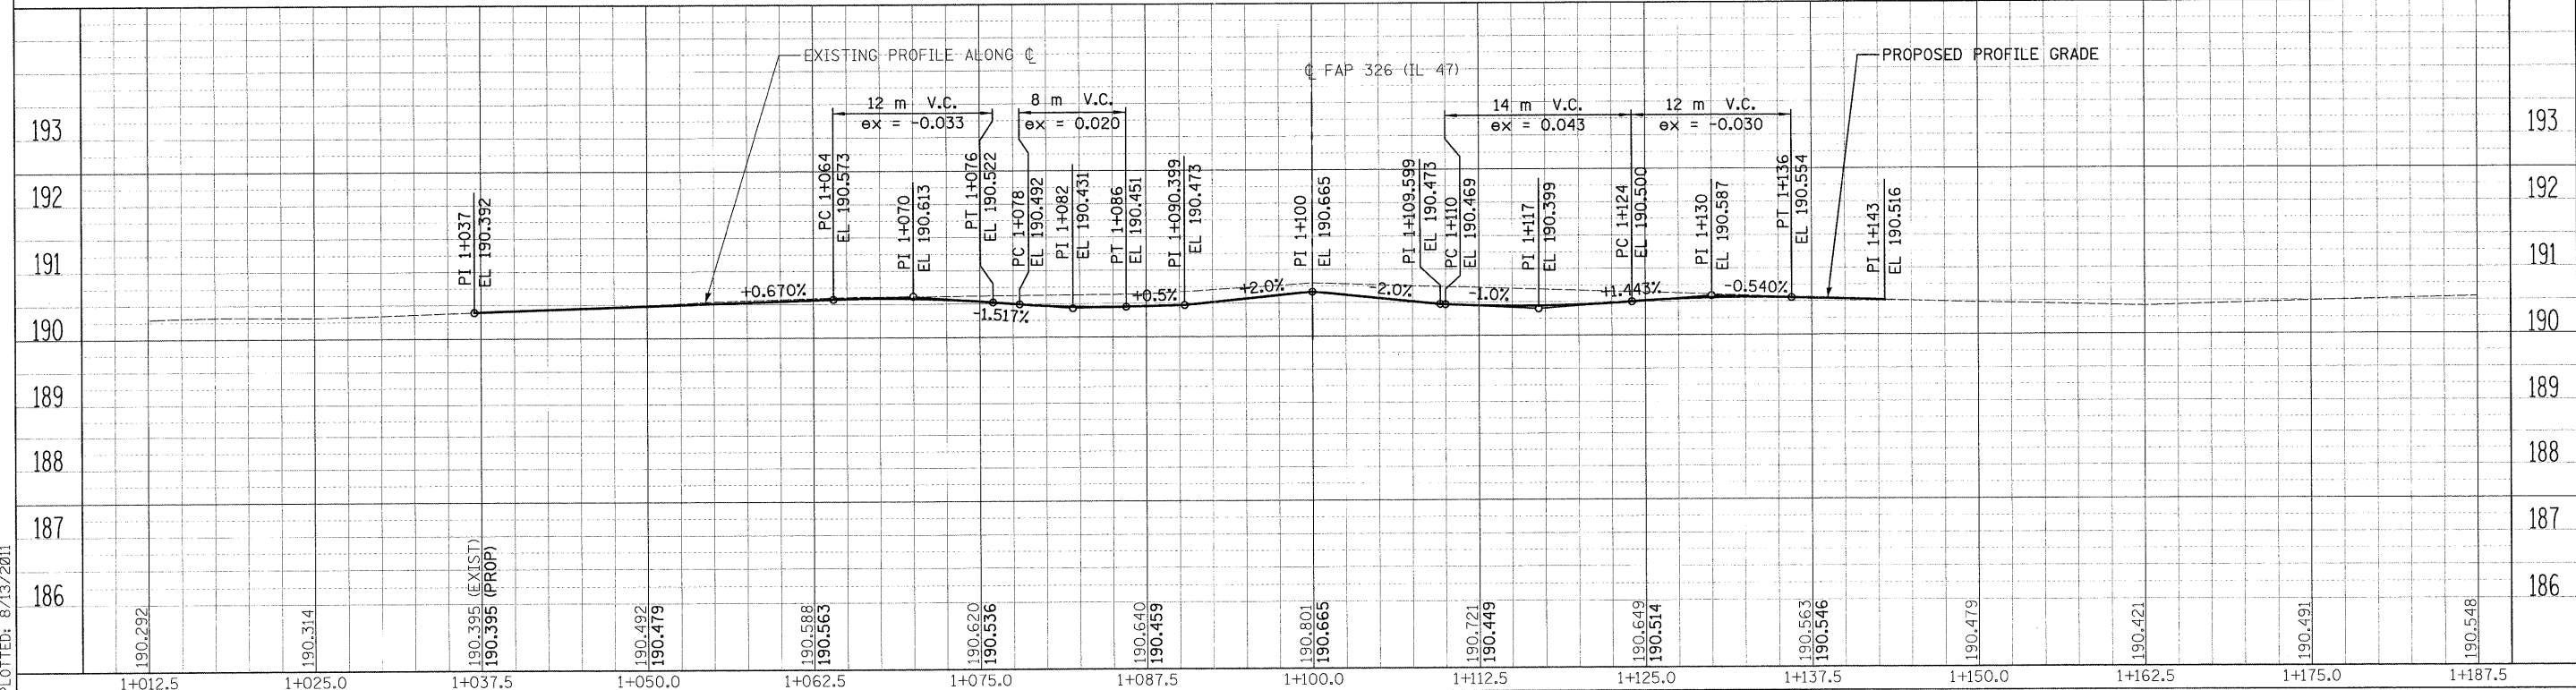 EXISTING PROFILE ALONG ℄
℄ FAP 326 (IL 47)
PROPOSED PROFILE GRADE
12 m V.C.
ex = -0.033
8 m V.C.
ex = 0.020
14 m V.C.
ex = 0.043
12 m V.C.
ex = -0.030
193
193
192
192
191
191
190
190
189
189
188
188
187
187
186
186
PI 1+037
EL 190.392
PC 1+064
EL 190.573
PI 1+070
EL 190.613
PT 1+076
EL 190.522
PC 1+078
EL 190.492
PI 1+082
EL 190.431
PT 1+086
EL 190.451
PI 1+090.399
EL 190.473
PI 1+100
EL 190.665
PI 1+109.599
EL 190.473
PC 1+110
EL 190.469
PI 1+117
EL 190.399
PC 1+124
EL 190.500
PI 1+130
EL 190.587
PT 1+136
EL 190.554
PI 1+143
EL 190.516
+0.670%
-1.517%
+0.5%
+2.0%
-2.0%
-1.0%
+1.443%
-0.540%
190.292
190.314
190.395 (EXIST)
190.395 (PROP)
190.492
190.479
190.588
190.563
190.620
190.536
190.640
190.459
190.801
190.665
190.721
190.449
190.649
190.514
190.563
190.546
190.479
190.421
190.491
190.548
1+012.5
1+025.0
1+037.5
1+050.0
1+062.5
1+075.0
1+087.5
1+100.0
1+112.5
1+125.0
1+137.5
1+150.0
1+162.5
1+175.0
1+187.5
PLOTTED: 8/13/2011